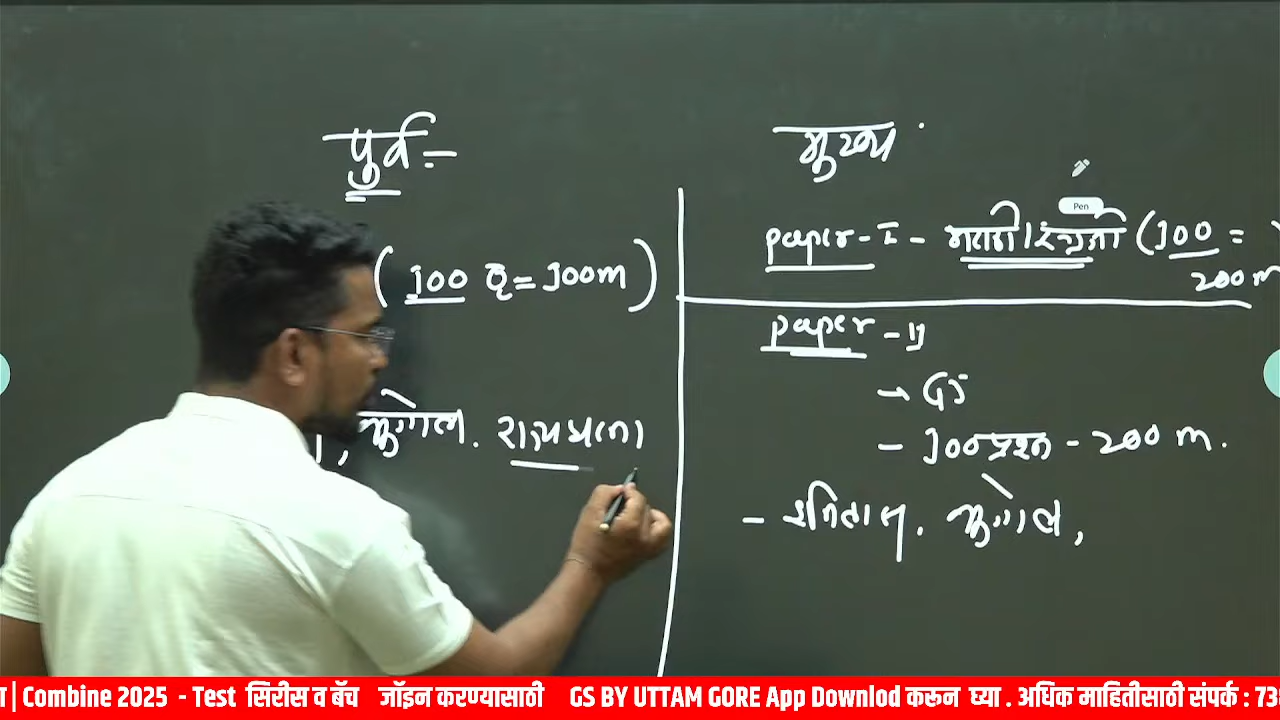 पुर्व :-
( 100 Q = 100m )
, भुगोल. राज्यघटना
मुख्य .
Pen
paper - I - मराठी / इंग्रजी ( 100 =
200 m
paper - II
→ GS
- 100 प्रश्न - 200 m.
- इतिहास. भुगोल,
| Combine 2025 - Test सिरीस व बॅच जॉइन करण्यासाठी GS BY UTTAM GORE App Downlod करून घ्या . अधिक माहितीसाठी संपर्क : 73